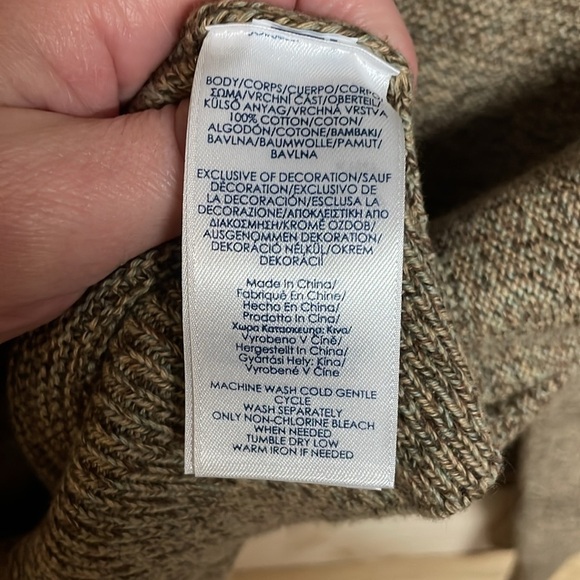 BODY/CORPS/CUERPO/CORPO
ΣΩΜΑ/VRCHNÍ ČÁST/OBERTEIL/
KÜLSŐ ANYAG/VRCHNÁ VRSTVA
100% COTTON/COTON/
ALGODÓN/COTONE/ΒΑΜΒΑΚΙ/
BAVLNA/BAUMWOLLE/PAMUT/
BAVLNA
EXCLUSIVE OF DECORATION/SAUF
DÉCORATION/EXCLUSIVO DE
LA DECORACIÓN/ESCLUSA LA
DECORAZIONE/ΑΠΟΚΛΕΙΣΤΙΚΗ ΑΠΟ
ΔΙΑΚΟΣΜΗΣΗ/KROMĚ OZDOB/
AUSGENOMMEN DEKORATION/
DEKORÁCIÓ NÉLKÜL/OKREM
DEKORÁCIÍ
Made In China/
Fabriqué En Chine/
Hecho En China/
Prodotto In Cina/
Χωρα Κατασκευης: Κινα/
Vyrobeno V Číně/
Hergestellt In China/
Gyártási Hely: Kína/
Vyrobené V Číne
MACHINE WASH COLD GENTLE
CYCLE
WASH SEPARATELY
ONLY NON-CHLORINE BLEACH
WHEN NEEDED
TUMBLE DRY LOW
WARM IRON IF NEEDED